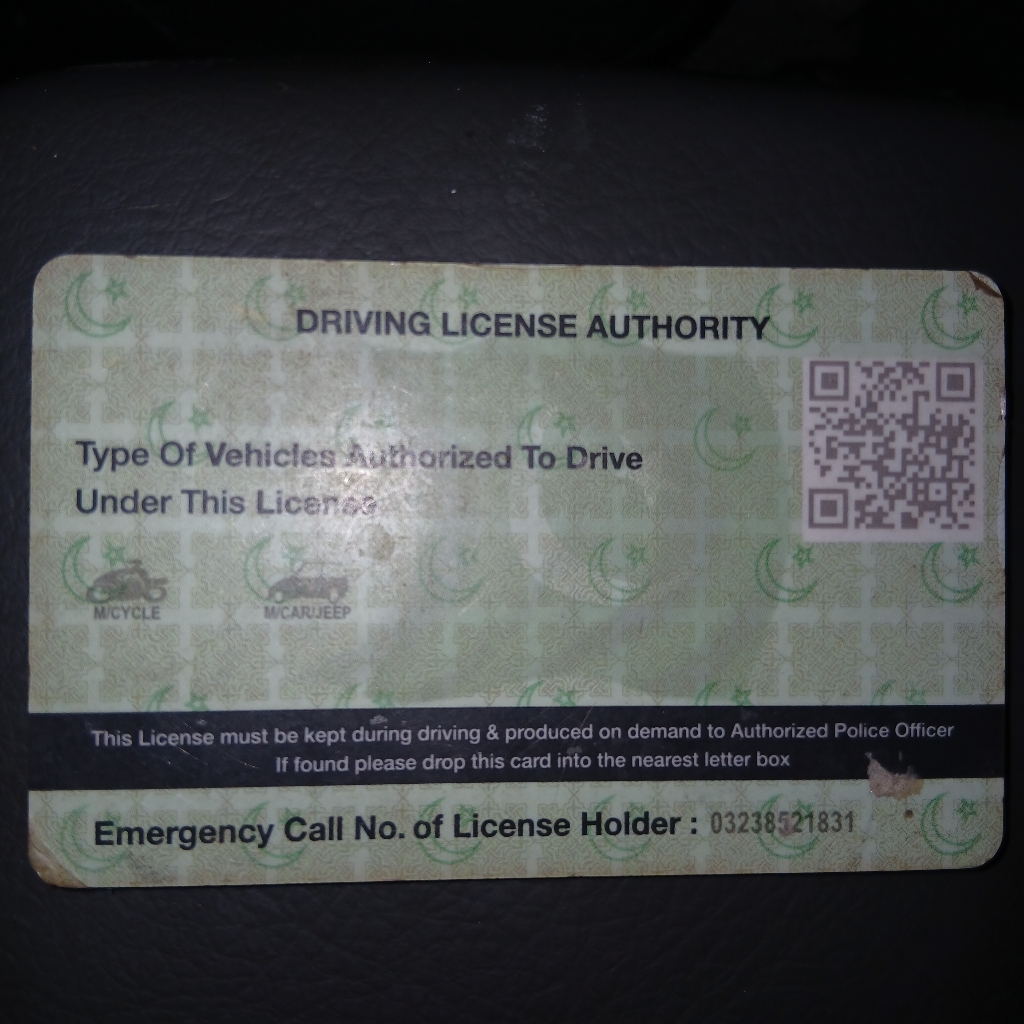 DRIVING LICENSE AUTHORITY
Type Of Vehicles Authorized To Drive
Under This License
M/CYCLE M/CAR/JEEP
This License must be kept during driving & produced on demand to Authorized Police Officer
If found please drop this card into the nearest letter box
Emergency Call No. of License Holder : 03238521831